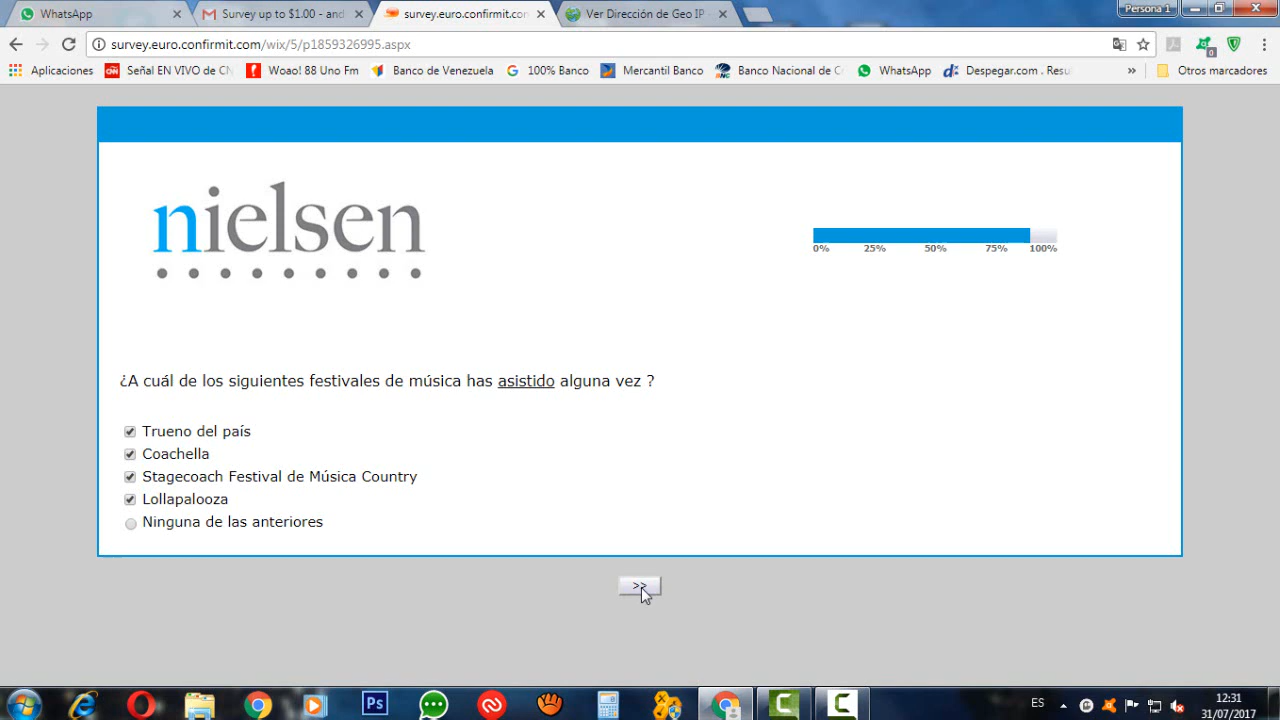 WhatsApp
Survey up to $1.00 - and
survey.euro.confirmit.com
Ver Dirección de Geo IP -
Persona 1
survey.euro.confirmit.com/wix/5/p1859326995.aspx
Aplicaciones
Señal EN VIVO de CN
Woao! 88 Uno Fm
Banco de Venezuela
100% Banco
Mercantil Banco
Banco Nacional de C
WhatsApp
Despegar.com . Resu
»
Otros marcadores
nielsen
0% 25% 50% 75% 100%
¿A cuál de los siguientes festivales de música has asistido alguna vez ?
Trueno del país
Coachella
Stagecoach Festival de Música Country
Lollapalooza
Ninguna de las anteriores
>>
Ps
ES
12:31
31/07/2017